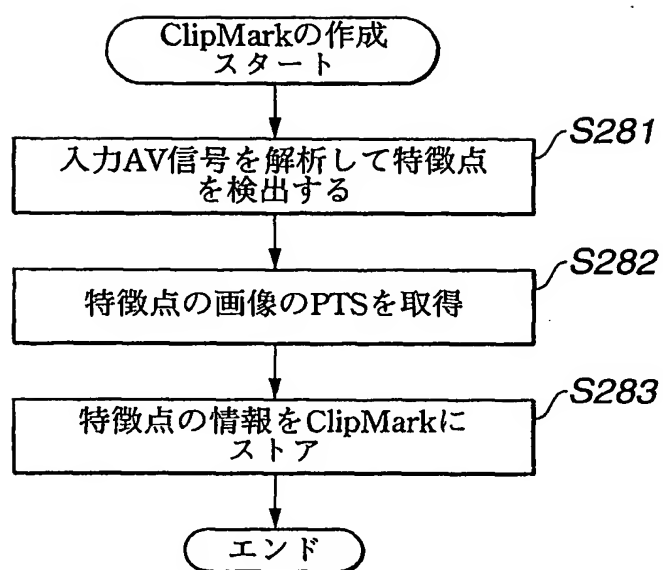 ClipMarkの作成
スタート
S281
入力AV信号を解析して特徴点
を検出する
S282
特徴点の画像のPTSを取得
S283
特徴点の情報をClipMarkに
ストア
エンド